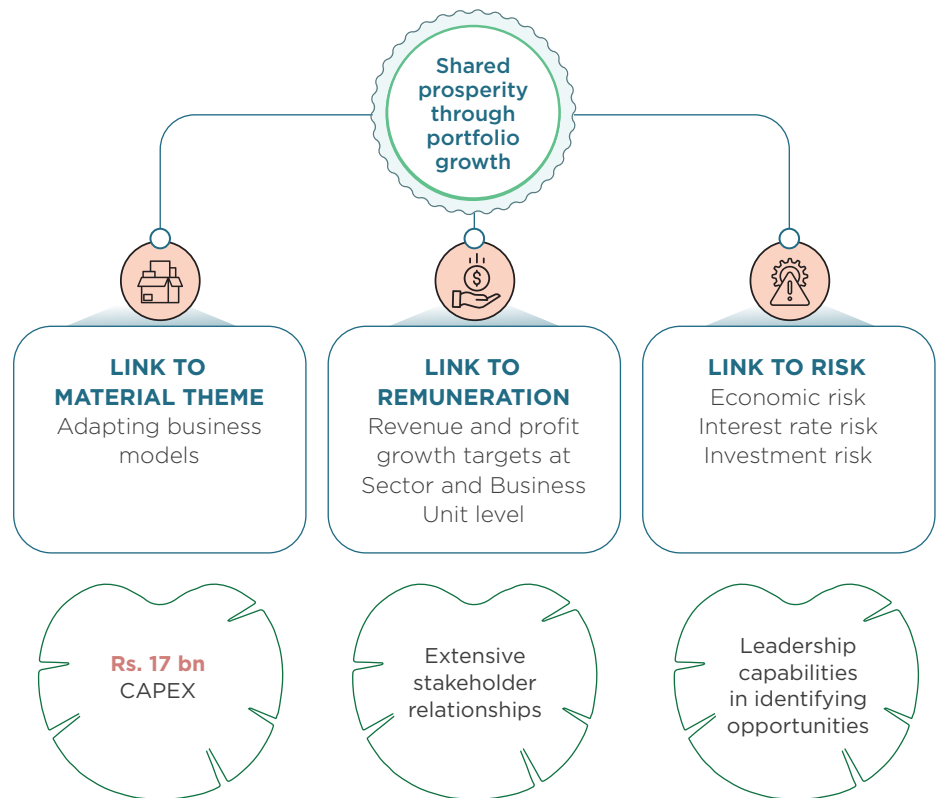 Shared
prosperity
through
portfolio
growth
LINK TO
MATERIAL THEME
Adapting business
models
LINK TO
REMUNERATION
Revenue and profit
growth targets at
Sector and Business
Unit level
LINK TO RISK
Economic risk
Interest rate risk
Investment risk
Rs. 17 bn
CAPEX
Extensive
stakeholder
relationships
Leadership
capabilities
in identifying
opportunities